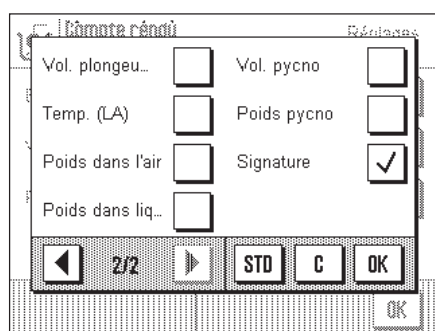 Compte rendu Réglages
Vol. plongeu... Vol. pycno
Temp. (LA) Poids pycno
Poids dans l'air Signature
Poids dans liq...
2/2 STD C OK
OK